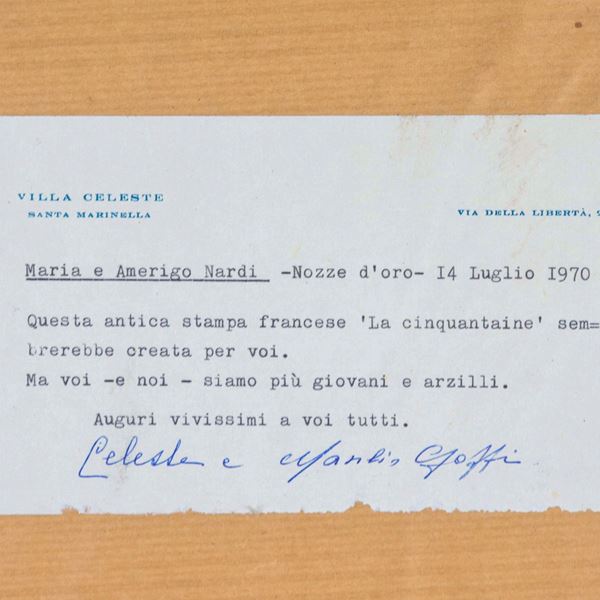 VILLA CELESTE
SANTA MARINELLA
VIA DELLA LIBERTÀ,
Maria e Amerigo Nardi -Nozze d'oro- I4 Luglio I970
Questa antica stampa francese 'La cinquantaine' sem=
brerebbe creata per voi.
Ma voi -e noi - siamo più giovani e arzilli.
Auguri vivissimi a voi tutti.
Celeste e Manlio Goffi